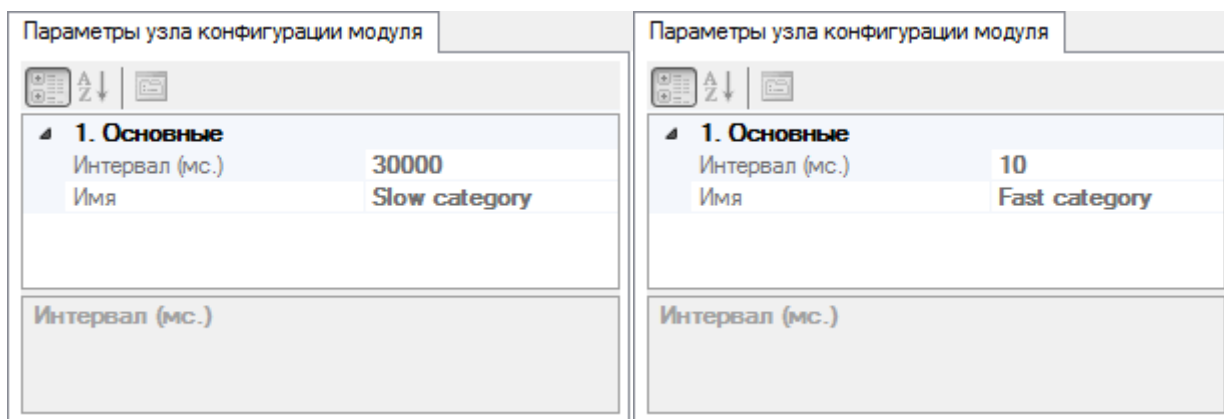 Параметры узла конфигурации модуля
1. Основные
Интервал (мс.) 30000
Имя Slow category
Интервал (мс.)
Параметры узла конфигурации модуля
1. Основные
Интервал (мс.) 10
Имя Fast category
Интервал (мс.)